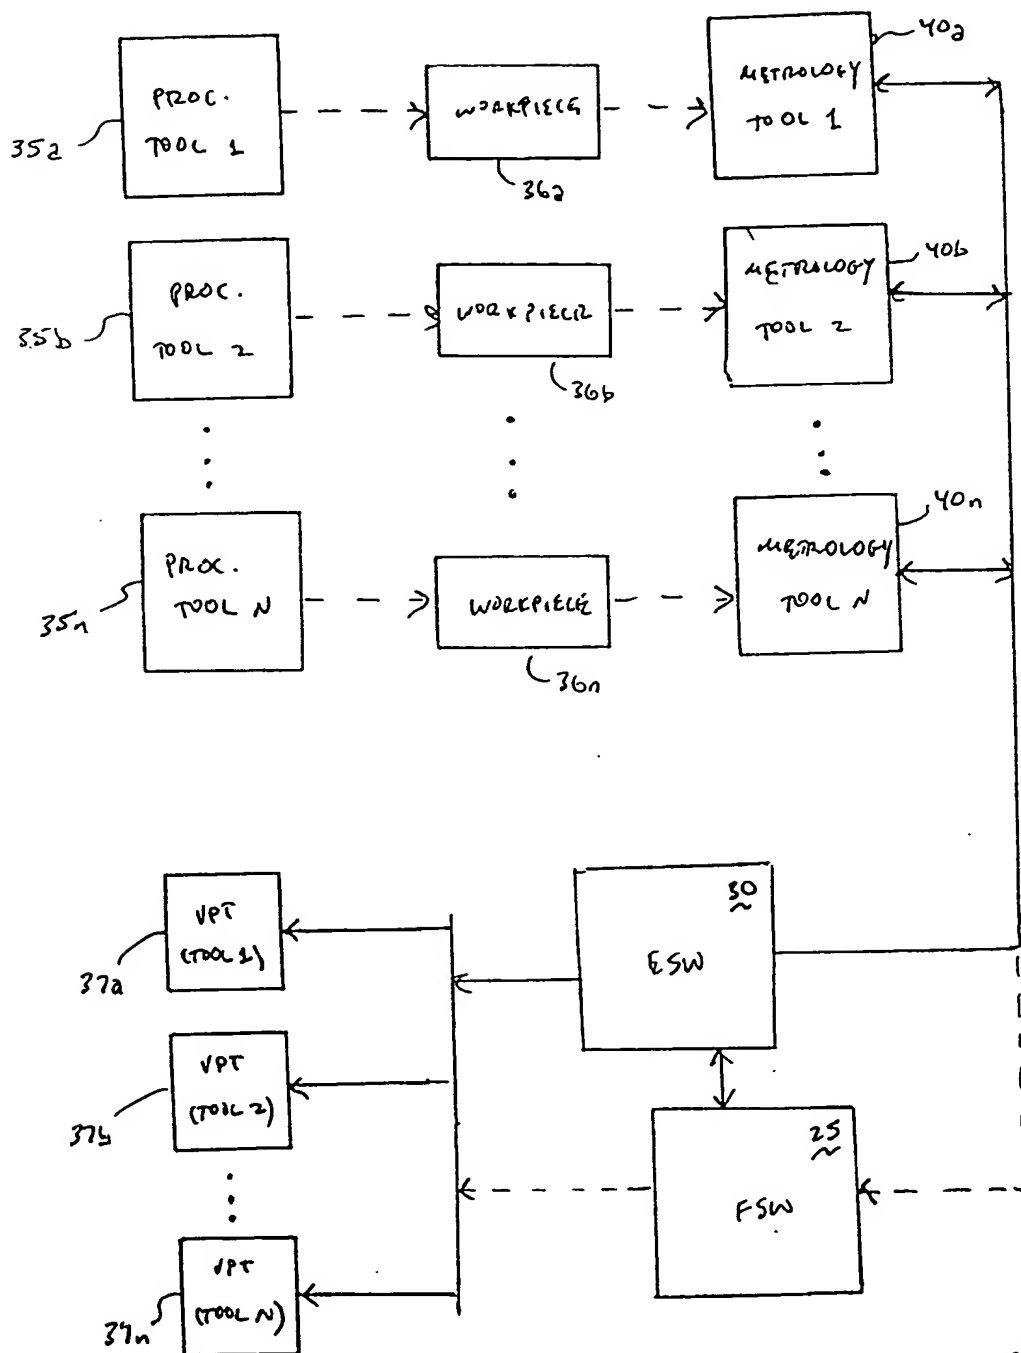 40a
PROC.
TOOL 1
WORKPIECE
METROLOGY
TOOL 1
35a
36a
40b
PROC.
TOOL 2
WORKPIECE
METROLOGY
TOOL 2
35b
36b
40n
PROC.
TOOL N
WORKPIECE
METROLOGY
TOOL N
35n
36n
30
VPT
(TOOL 1)
ESW
37a
VPT
(TOOL 2)
37b
25
FSW
VPT
(TOOL N)
37n